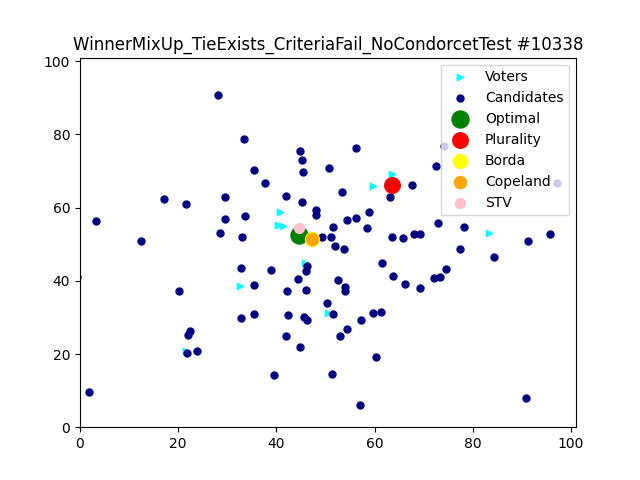 WinnerMixUp_TieExists_CriteriaFail_NoCondorcetTest #10338
100
80
60
40
20
0
0
20
40
60
80
100
Voters
Candidates
Optimal
Plurality
Borda
Copeland
STV